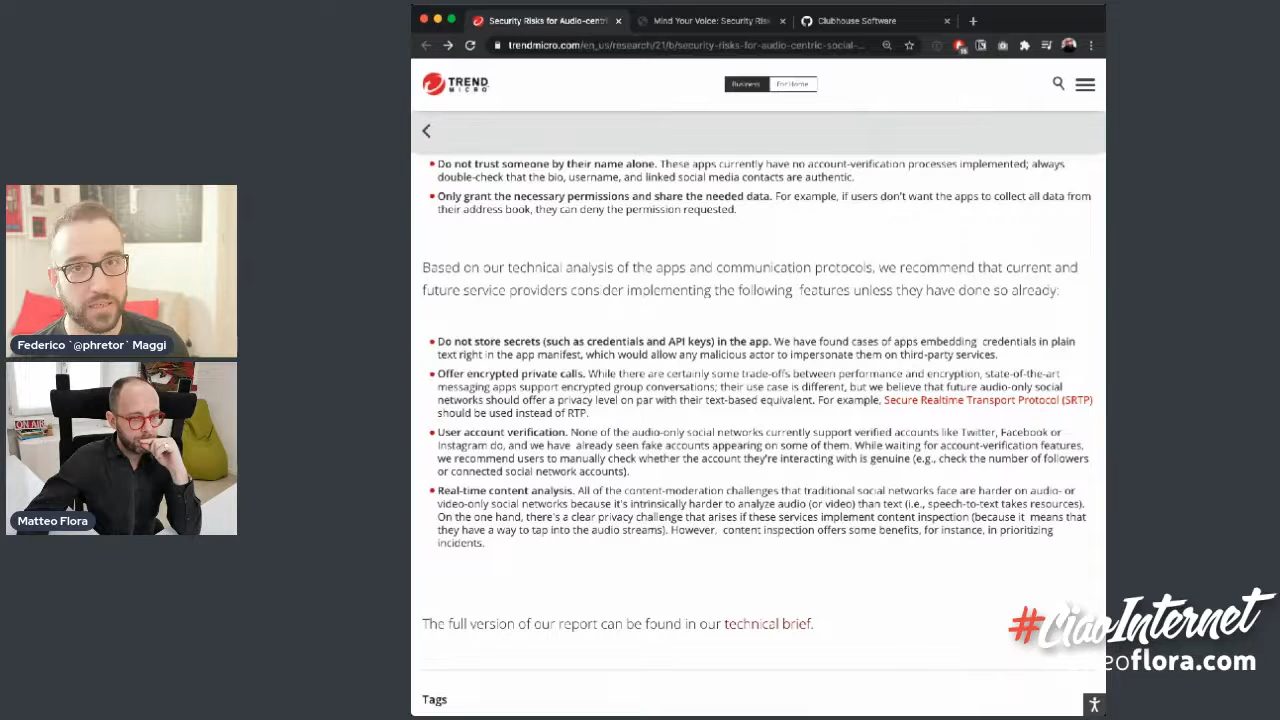 Security Risks for Audio-centri
Mind Your Voice: Security Ris
Clubhouse Software
trendmicro.com/en_us/research/21/b/security-risks-for-audio-centric-social-...
TREND
MICRO
Business
For Home
Do not trust someone by their name alone. These apps currently have no account-verification processes implemented; always
double-check that the bio, username, and linked social media contacts are authentic.
Only grant the necessary permissions and share the needed data. For example, if users don't want the apps to collect all data from
their address book, they can deny the permission requested.
Based on our technical analysis of the apps and communication protocols, we recommend that current and
future service providers consider implementing the following features unless they have done so already:
Do not store secrets (such as credentials and API keys) in the app. We have found cases of apps embedding credentials in plain
text right in the app manifest, which would allow any malicious actor to impersonate them on third-party services.
Offer encrypted private calls. While there are certainly some trade-offs between performance and encryption, state-of-the-art
messaging apps support encrypted group conversations; their use case is different, but we believe that future audio-only social
networks should offer a privacy level on par with their text-based equivalent. For example, Secure Realtime Transport Protocol (SRTP)
should be used instead of RTP.
User account verification. None of the audio-only social networks currently support verified accounts like Twitter, Facebook or
Instagram do, and we have already seen fake accounts appearing on some of them. While waiting for account-verification features,
we recommend users to manually check whether the account they're interacting with is genuine (e.g., check the number of followers
or connected social network accounts).
Real-time content analysis. All of the content-moderation challenges that traditional social networks face are harder on audio- or
video-only social networks because it's intrinsically harder to analyze audio (or video) than text (i.e., speech-to-text takes resources).
On the one hand, there's a clear privacy challenge that arises if these services implement content inspection (because it means that
they have a way to tap into the audio streams). However, content inspection offers some benefits, for instance, in prioritizing
incidents.
The full version of our report can be found in our technical brief.
Tags
Federico `@phretor` Maggi
ON AIR
Matteo Flora
#CiaoInternet
eoflora.com